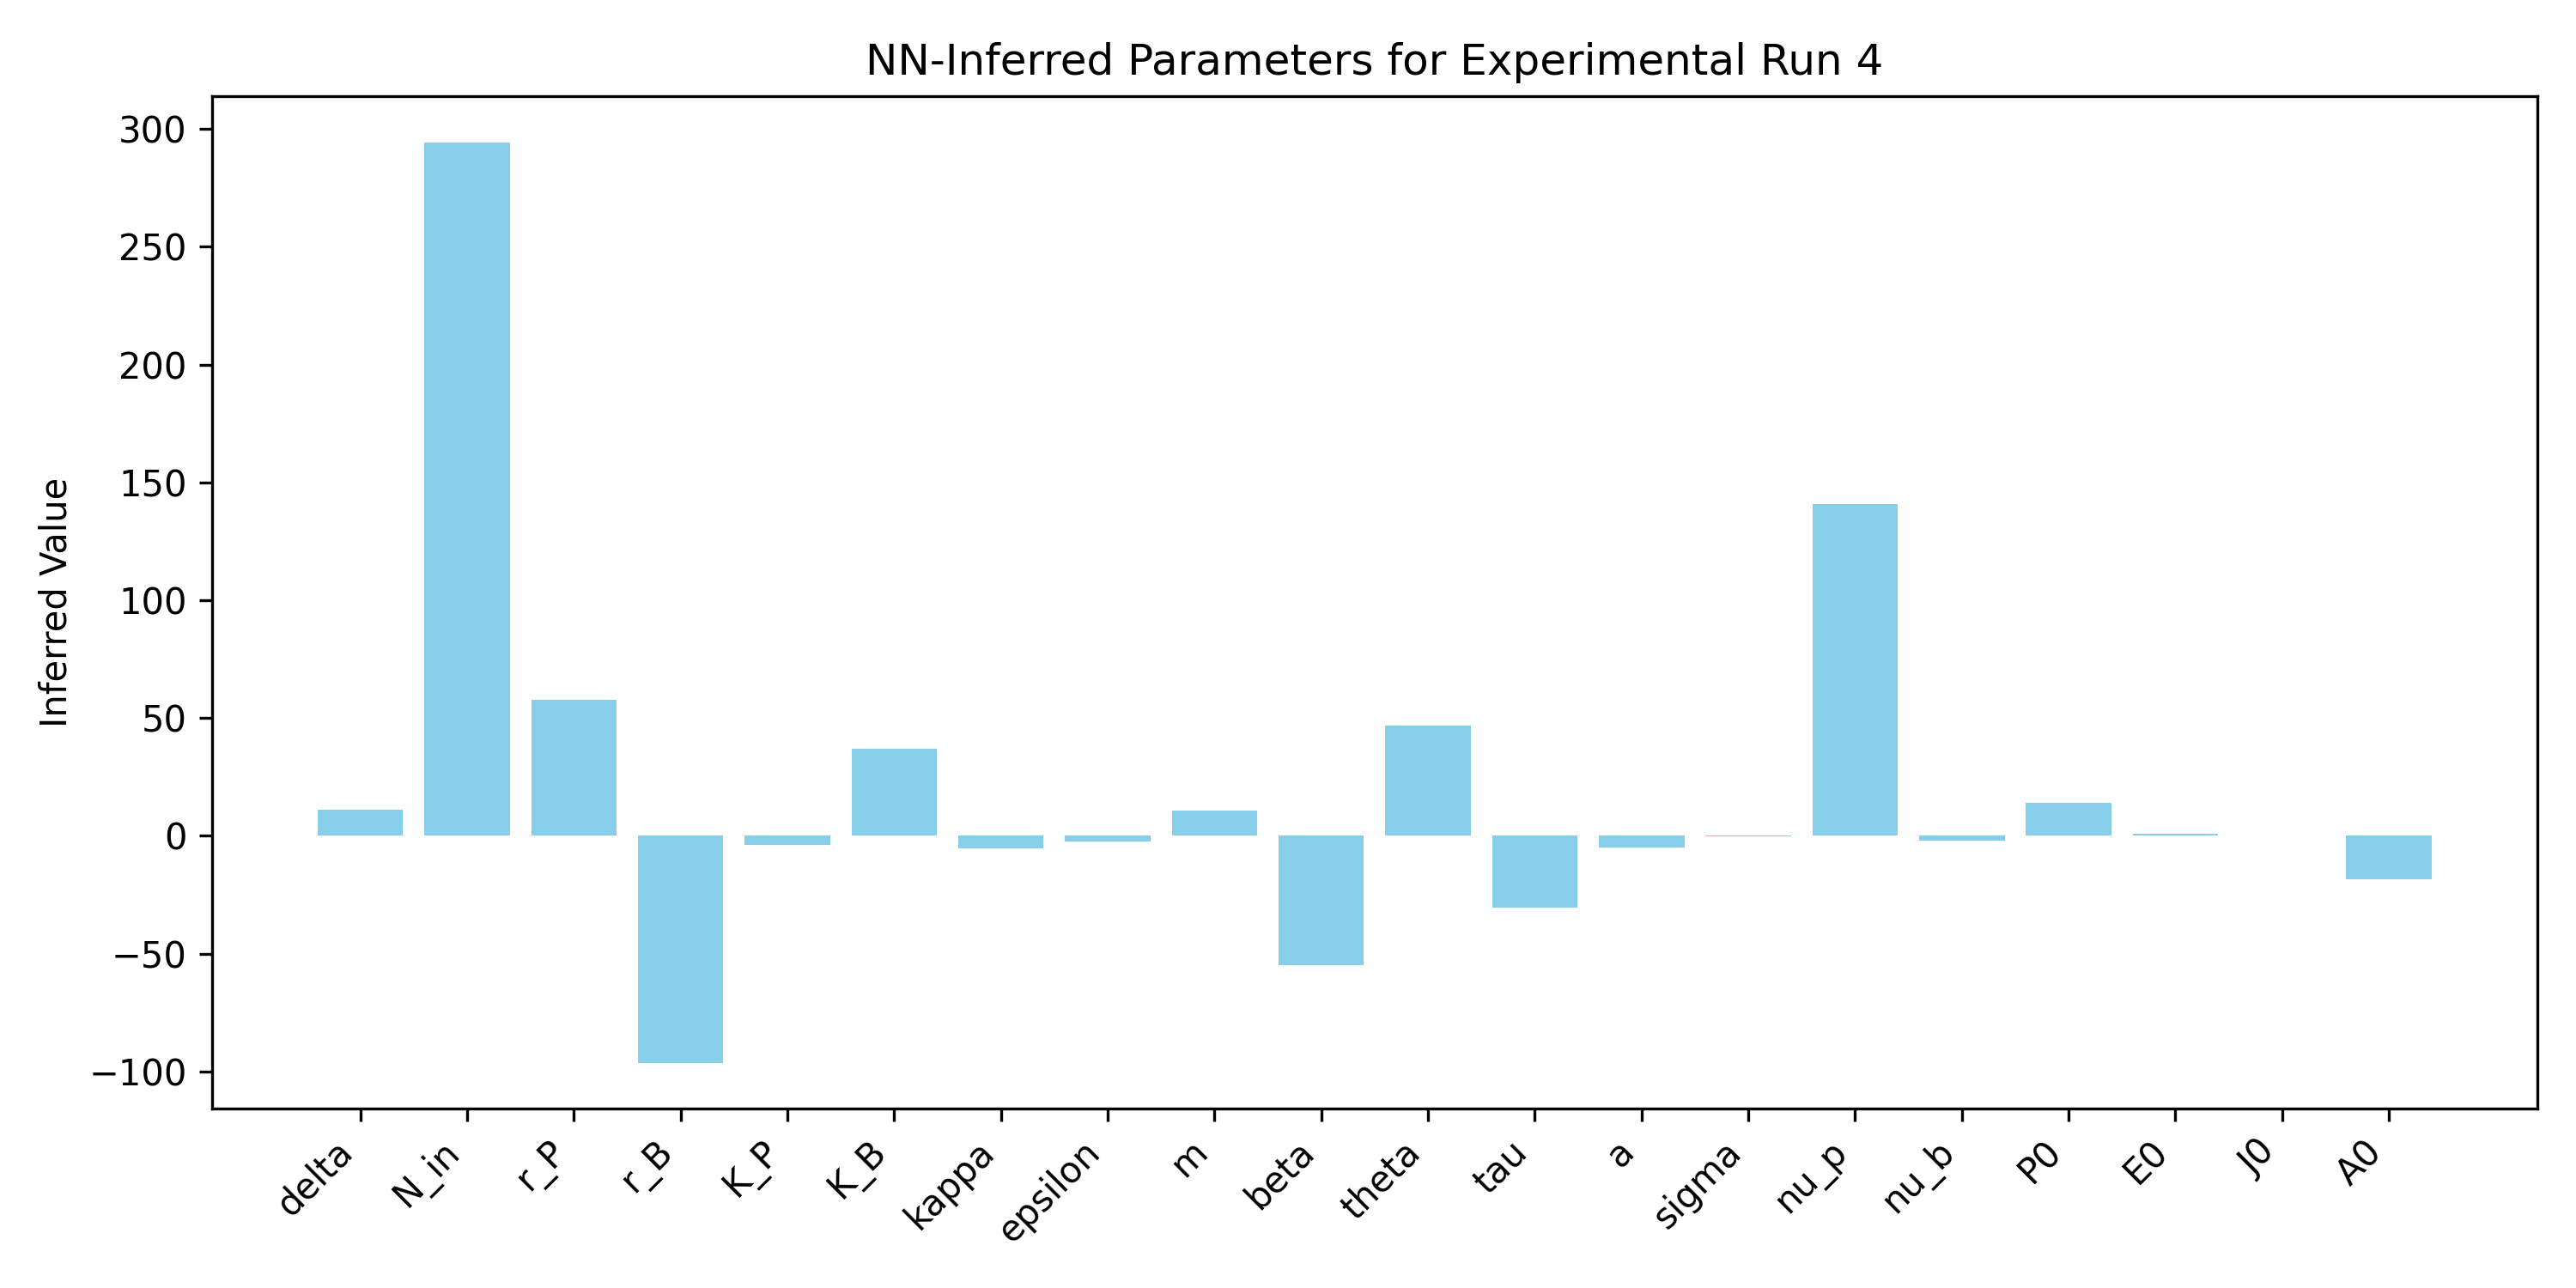 NN-Inferred Parameters for Experimental Run 4
Inferred Value
300
250
200
150
100
50
0
−50
−100
delta
N_in
r_P
r_B
K_P
K_B
kappa
epsilon
m
beta
theta
tau
a
sigma
nu_p
nu_b
P0
E0
J0
A0